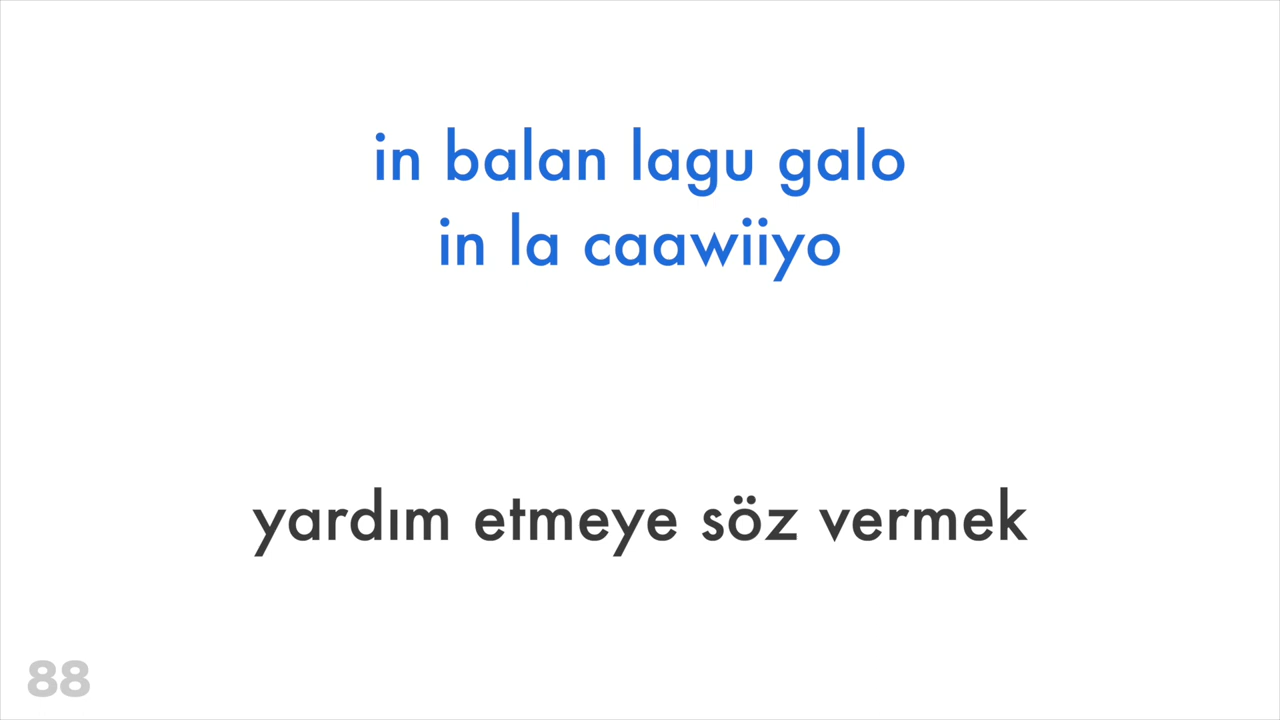 in balan lagu galo
in la caawiiyo
yardım etmeye söz vermek
88